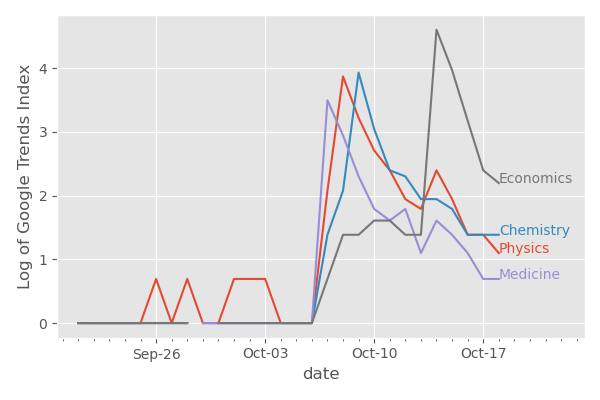 Log of Google Trends Index
4
3
2
1
0
Economics
Chemistry
Physics
Medicine
Sep-26
Oct-03
Oct-10
Oct-17
date